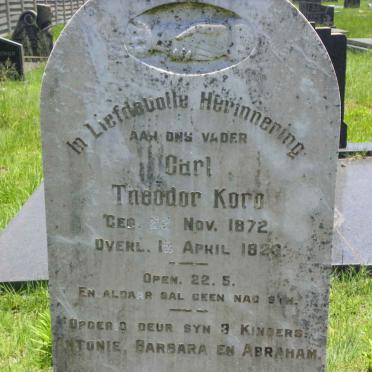 In Liefdevolle Herinnering
aan ons vader
Carl
Theodor Korb
Geb. Nov. 1872
Overl. April
Open. 22. 5.
En aldaar sal geen nag syn.
deur syn 3 Kinders:
Antonie, Barbara en Abraham.